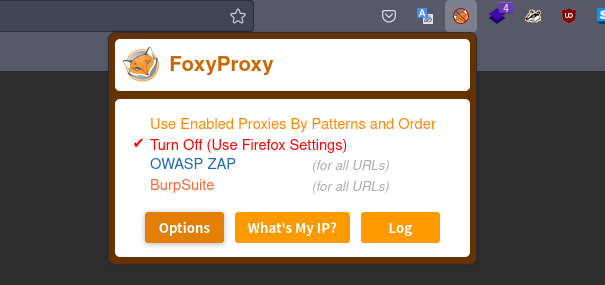 4
UO
FoxyProxy
Use Enabled Proxies By Patterns and Order
✔ Turn Off (Use Firefox Settings)
OWASP ZAP (for all URLs)
BurpSuite (for all URLs)
Options What's My IP? Log